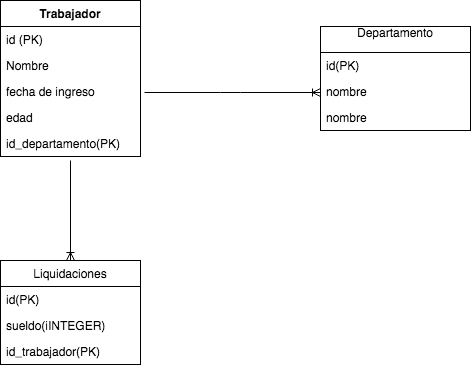 Trabajador
id (PK)
Nombre
fecha de ingreso
edad
id_departamento(PK)
Departamento
id(PK)
nombre
nombre
Liquidaciones
id(PK)
sueldo(iINTEGER)
id_trabajador(PK)